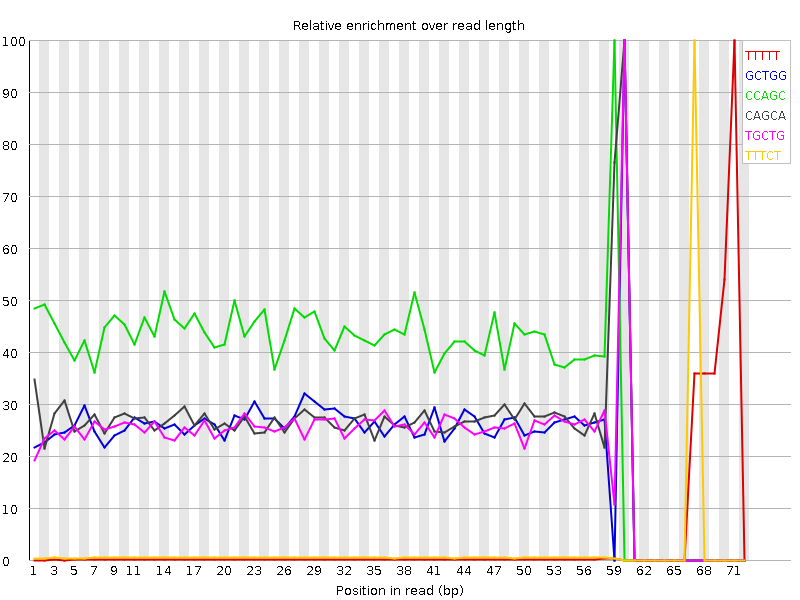 Relative enrichment over read length
100
90
80
70
60
50
40
30
20
10
0
TTTTT
GCTGG
CCAGC
CAGCA
TGCTG
TTTCT
1 3 5 7 9 11 14 17 20 23 26 29 32 35 38 41 44 47 50 53 56 59 62 65 68 71
Position in read (bp)